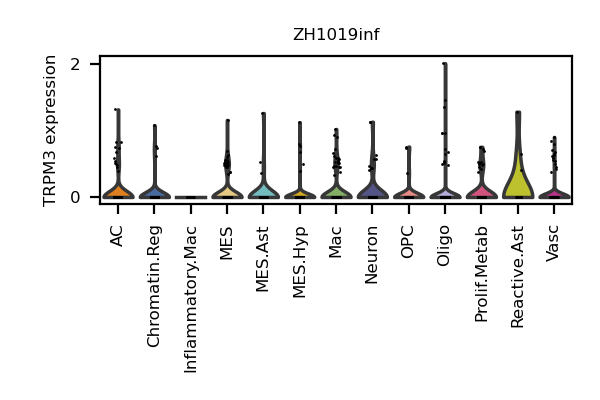 ZH1019inf
TRPM3 expression
2
0
AC
Chromatin.Reg
Inflammatory.Mac
MES
MES.Ast
MES.Hyp
Mac
Neuron
OPC
Oligo
Prolif.Metab
Reactive.Ast
Vasc